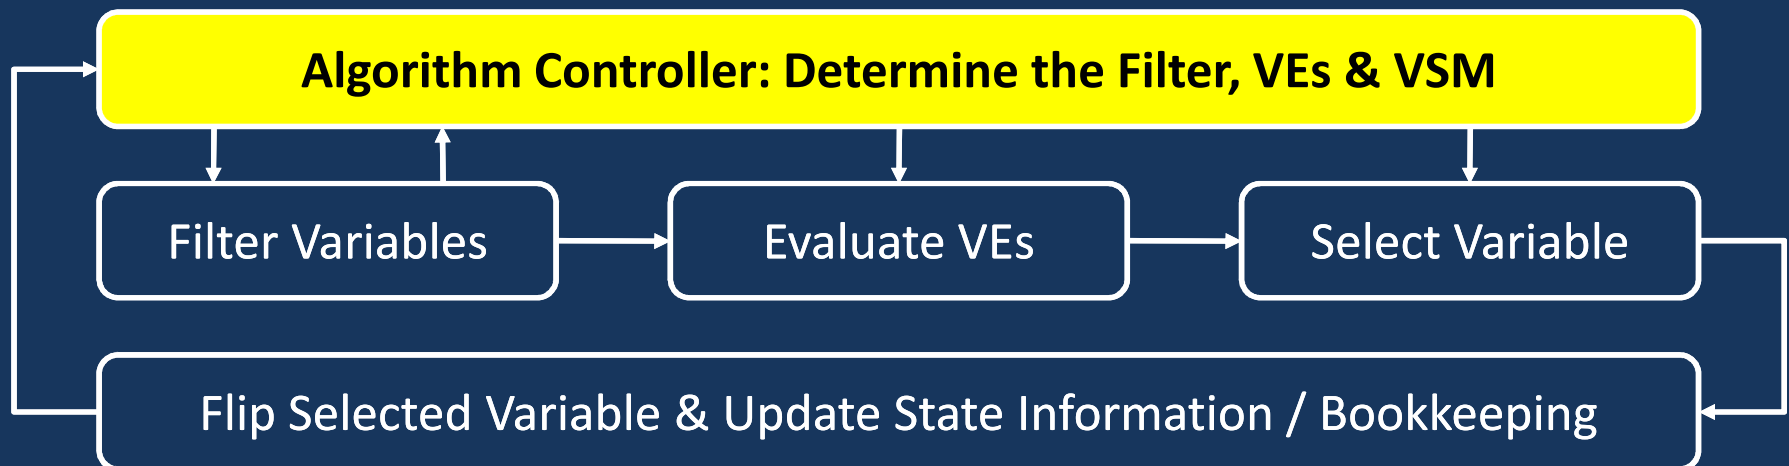 Algorithm Controller: Determine the Filter, VEs & VSM
Filter Variables
Evaluate VEs
Select Variable
Flip Selected Variable & Update State Information / Bookkeeping